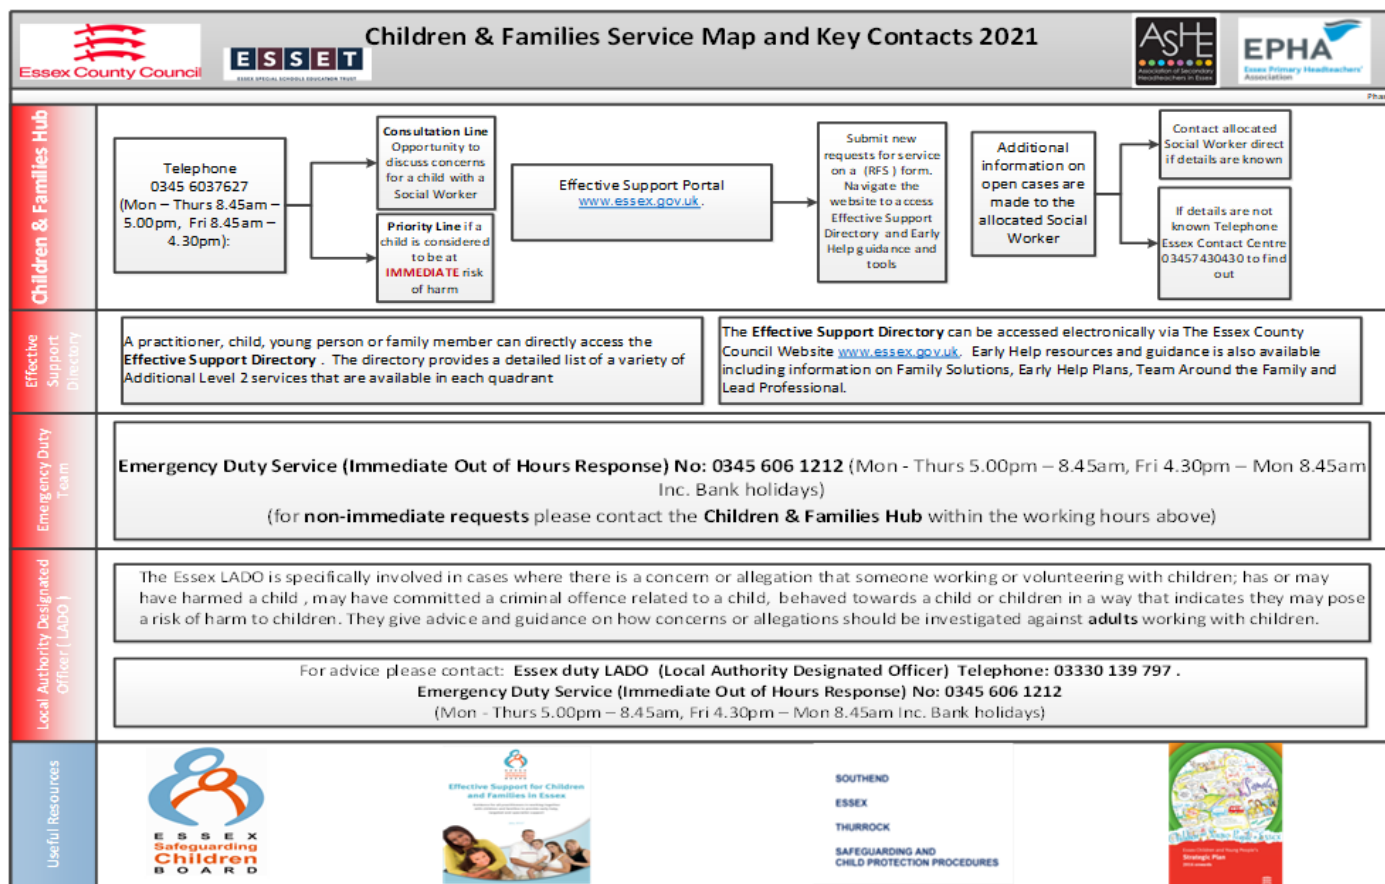 Children & Families Service Map and Key Contacts 2021
Essex County Council
ESSET
ESSEX SPECIAL SCHOOLS EDUCATION TRUST
ASHE
Association of Secondary
Headteachers in Essex
EPHA
Essex Primary Headteachers'
Association
Children & Families Hub
Telephone
0345 6037627
(Mon – Thurs 8.45am –
5.00pm, Fri 8.45am –
4.30pm):
Consultation Line
Opportunity to
discuss concerns
for a child with a
Social Worker
Priority Line if a
child is considered
to be at
IMMEDIATE risk
of harm
Effective Support Portal
www.essex.gov.uk .
Submit new
requests for service
on a (RFS ) form.
Navigate the
website to access
Effective Support
Directory and Early
Help guidance and
tools
Additional
information on
open cases are
made to the
allocated Social
Worker
Contact allocated
Social Worker direct
if details are known
If details are not
known Telephone
Essex Contact Centre
03457430430 to find
out
Effective
Support
Directory
A practitioner, child, young person or family member can directly access the
Effective Support Directory . The directory provides a detailed list of a variety of
Additional Level 2 services that are available in each quadrant
The Effective Support Directory can be accessed electronically via The Essex County
Council Website www.essex.gov.uk. Early Help resources and guidance is also available
including information on Family Solutions, Early Help Plans, Team Around the Family and
Lead Professional.
Emergency Duty
Team
Emergency Duty Service (Immediate Out of Hours Response) No: 0345 606 1212 (Mon - Thurs 5.00pm – 8.45am, Fri 4.30pm – Mon 8.45am
Inc. Bank holidays)
(for non-immediate requests please contact the Children & Families Hub within the working hours above)
Local Authority Designated
Officer ( LADO )
The Essex LADO is specifically involved in cases where there is a concern or allegation that someone working or volunteering with children; has or may
have harmed a child , may have committed a criminal offence related to a child, behaved towards a child or children in a way that indicates they may pose
a risk of harm to children. They give advice and guidance on how concerns or allegations should be investigated against adults working with children.
For advice please contact: Essex duty LADO (Local Authority Designated Officer) Telephone: 03330 139 797 .
Emergency Duty Service (Immediate Out of Hours Response) No: 0345 606 1212
(Mon - Thurs 5.00pm – 8.45am, Fri 4.30pm – Mon 8.45am Inc. Bank holidays)
Useful Resources
ESSEX
Safeguarding
Children
BOARD
Effective Support for Children
and Families in Essex
SOUTHEND
ESSEX
THURROCK
SAFEGUARDING AND
CHILD PROTECTION PROCEDURES
Essex Children and Young People's
Strategic Plan